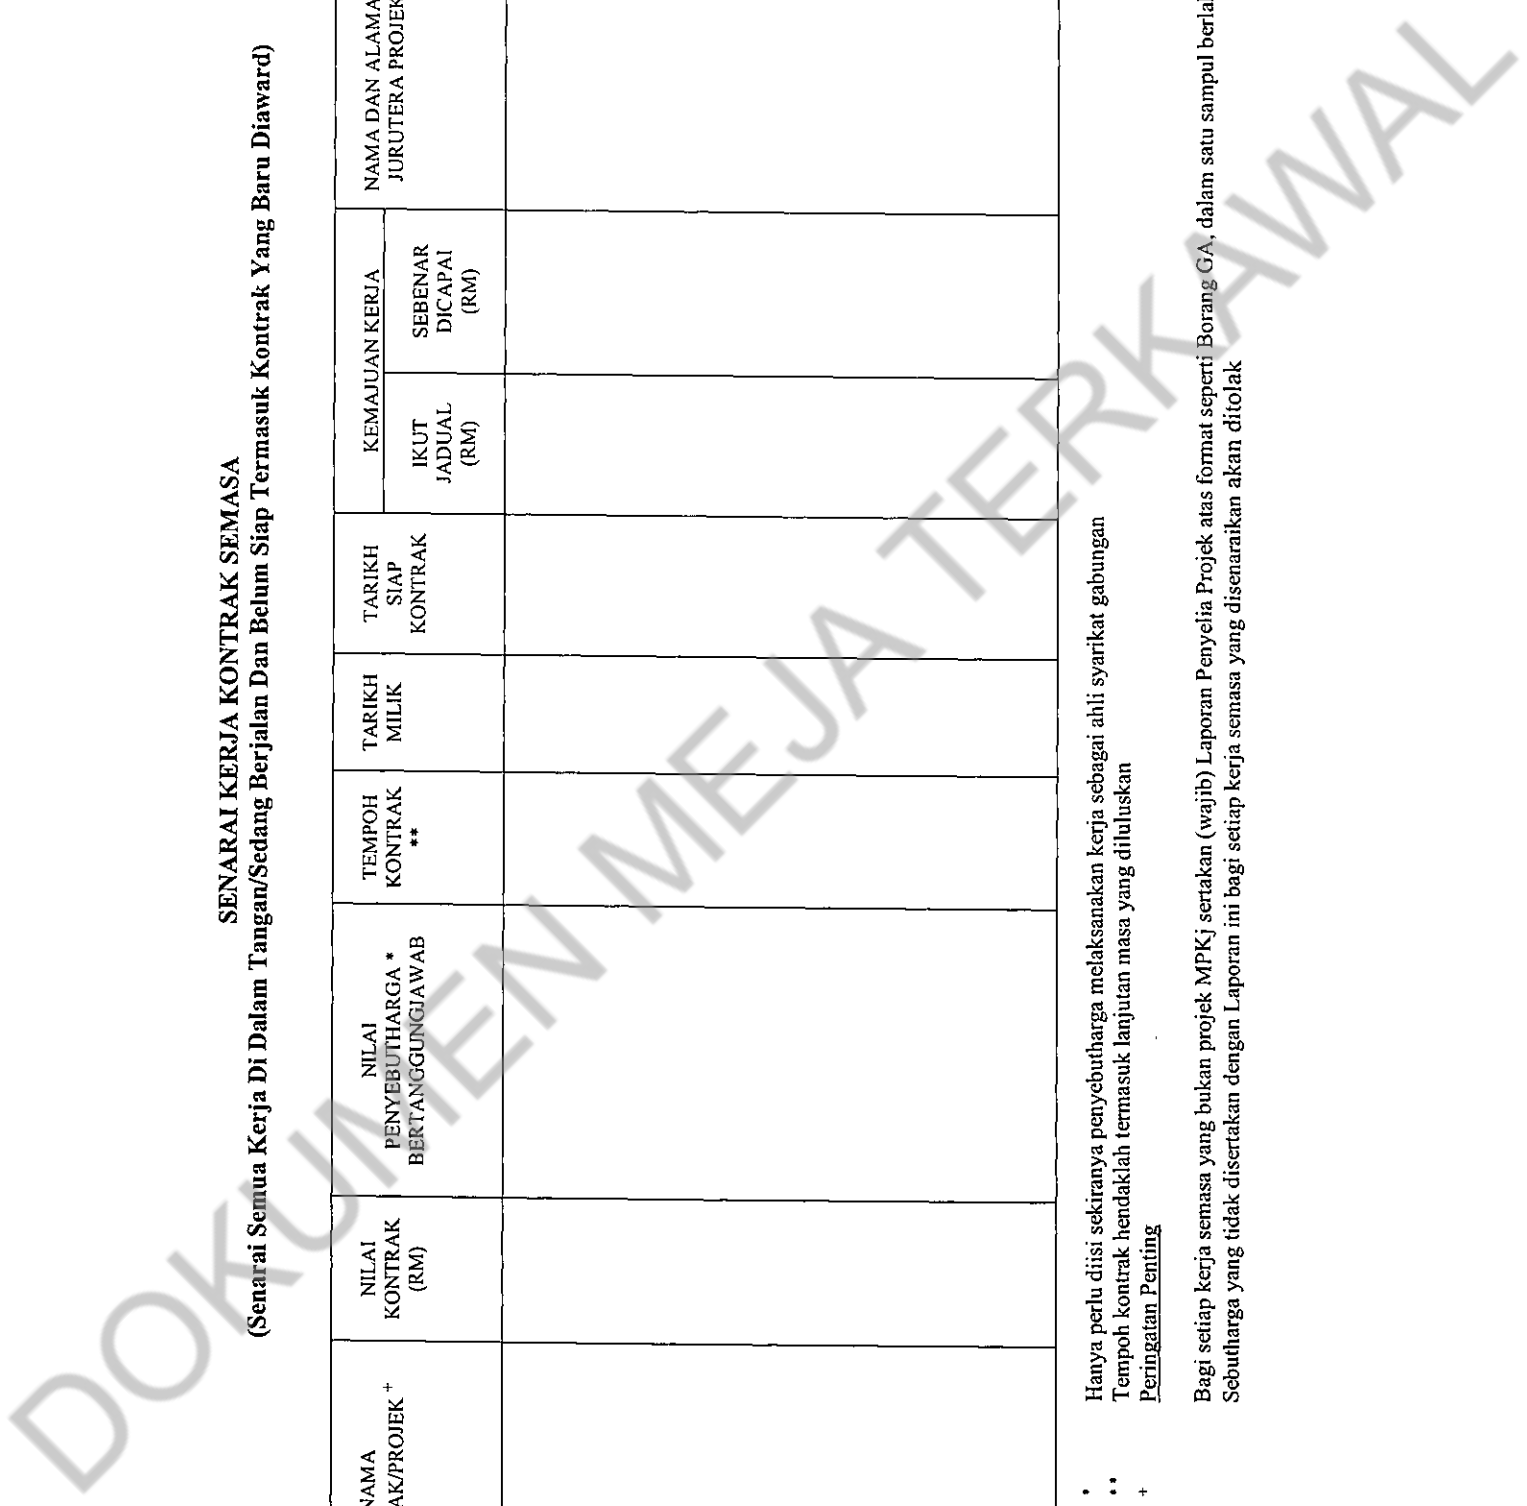 SENARAI KERJA KONTRAK SEMASA
(Senarai Semua Kerja Di Dalam Tangan/Sedang Berjalan Dan Belum Siap Termasuk Kontrak Yang Baru Diaward)
NAMA
AK/PROJEK +
NILAI
KONTRAK
(RM)
NILAI
PENYEBUTHARGA *
BERTANGGUNGJAWAB
TEMPOH
KONTRAK
**
TARIKH
MILIK
TARIKH
SIAP
KONTRAK
KEMAJUAN KERJA
IKUT
JADUAL
(RM)
SEBENAR
DICAPAI
(RM)
NAMA DAN ALAMA
JURUTERA PROJEK
* Hanya perlu diisi sekiranya penyebutharga melaksanakan kerja sebagai ahli syarikat gabungan
** Tempoh kontrak hendaklah termasuk lanjutan masa yang diluluskan
+ Peringatan Penting
Bagi setiap kerja semasa yang bukan projek MPKj sertakan (wajib) Laporan Penyelia Projek atas format seperti Borang GA, dalam satu sampul berla
Sebutharga yang tidak disertakan dengan Laporan ini bagi setiap kerja semasa yang disenaraikan akan ditolak
DOKUMEN MEJA TERKAWAL